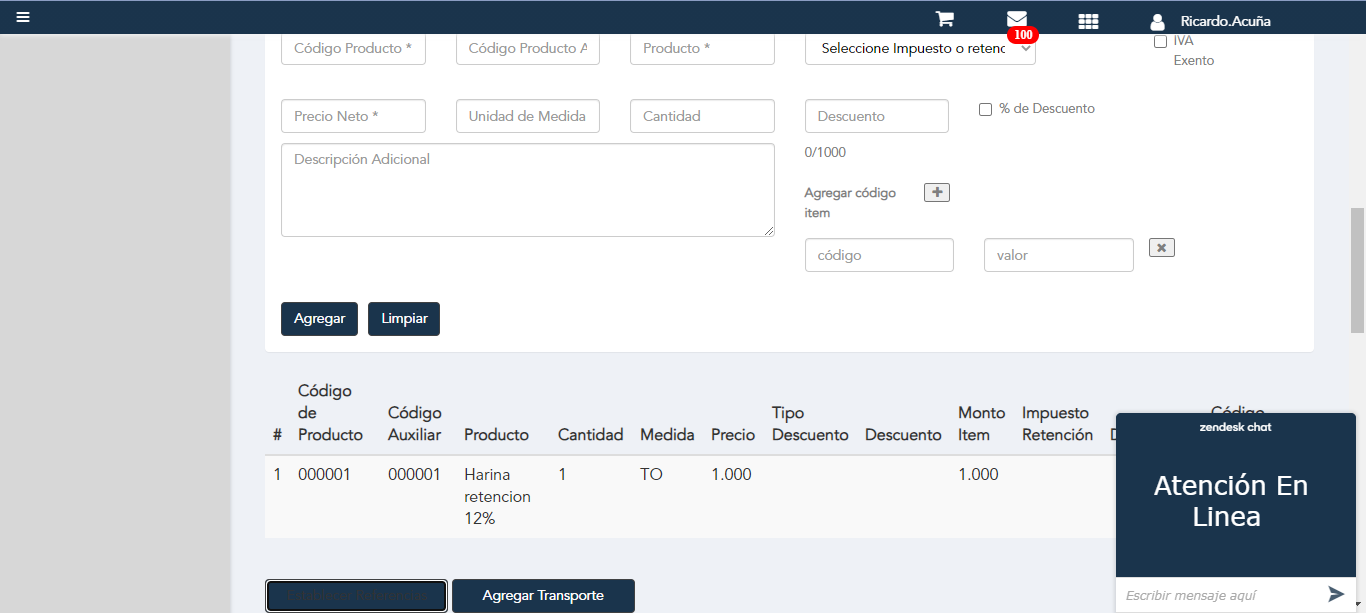 Ricardo.Acuña
100
Código Producto *
Código Producto A
Producto *
Seleccione Impuesto o retenc
IVA
Exento
Precio Neto *
Unidad de Medida
Cantidad
Descuento
% de Descuento
Descripción Adicional
0/1000
Agregar código
item
código
valor
Agregar
Limpiar
#
Código
de
Producto
Código
Auxiliar
Producto
Cantidad
Medida
Precio
Tipo
Descuento
Descuento
Monto
Item
Impuesto
Retención
Código
1 000001 000001 Harina 1 TO 1.000 1.000
retencion
12%
zendesk chat
Atención En
Linea
Escribir mensaje aquí
Agregar Transporte